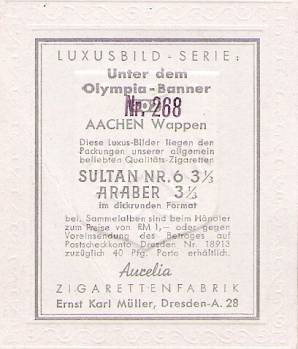 LUXUSBILD - SERIE:
Unter dem
Olympia-Banner
Nr. 268
AACHEN Wappen
Diese Luxus-Bilder liegen den
Packungen unserer allgemein
beliebten Qualitäts-Zigaretten
SULTAN NR. 6 3⅓
ARABER 3⅓
im dickrunden Format
bei. Sammelalben sind beim Händler
zum Preise von RM 1,— oder gegen
Voreinsendung des Betrages auf
Postscheckkonto Dresden Nr. 18913
zuzüglich 40 Pfg. Porto erhältlich.
Aurelia
ZIGARETTENFABRIK
Ernst Karl Müller, Dresden-A. 28